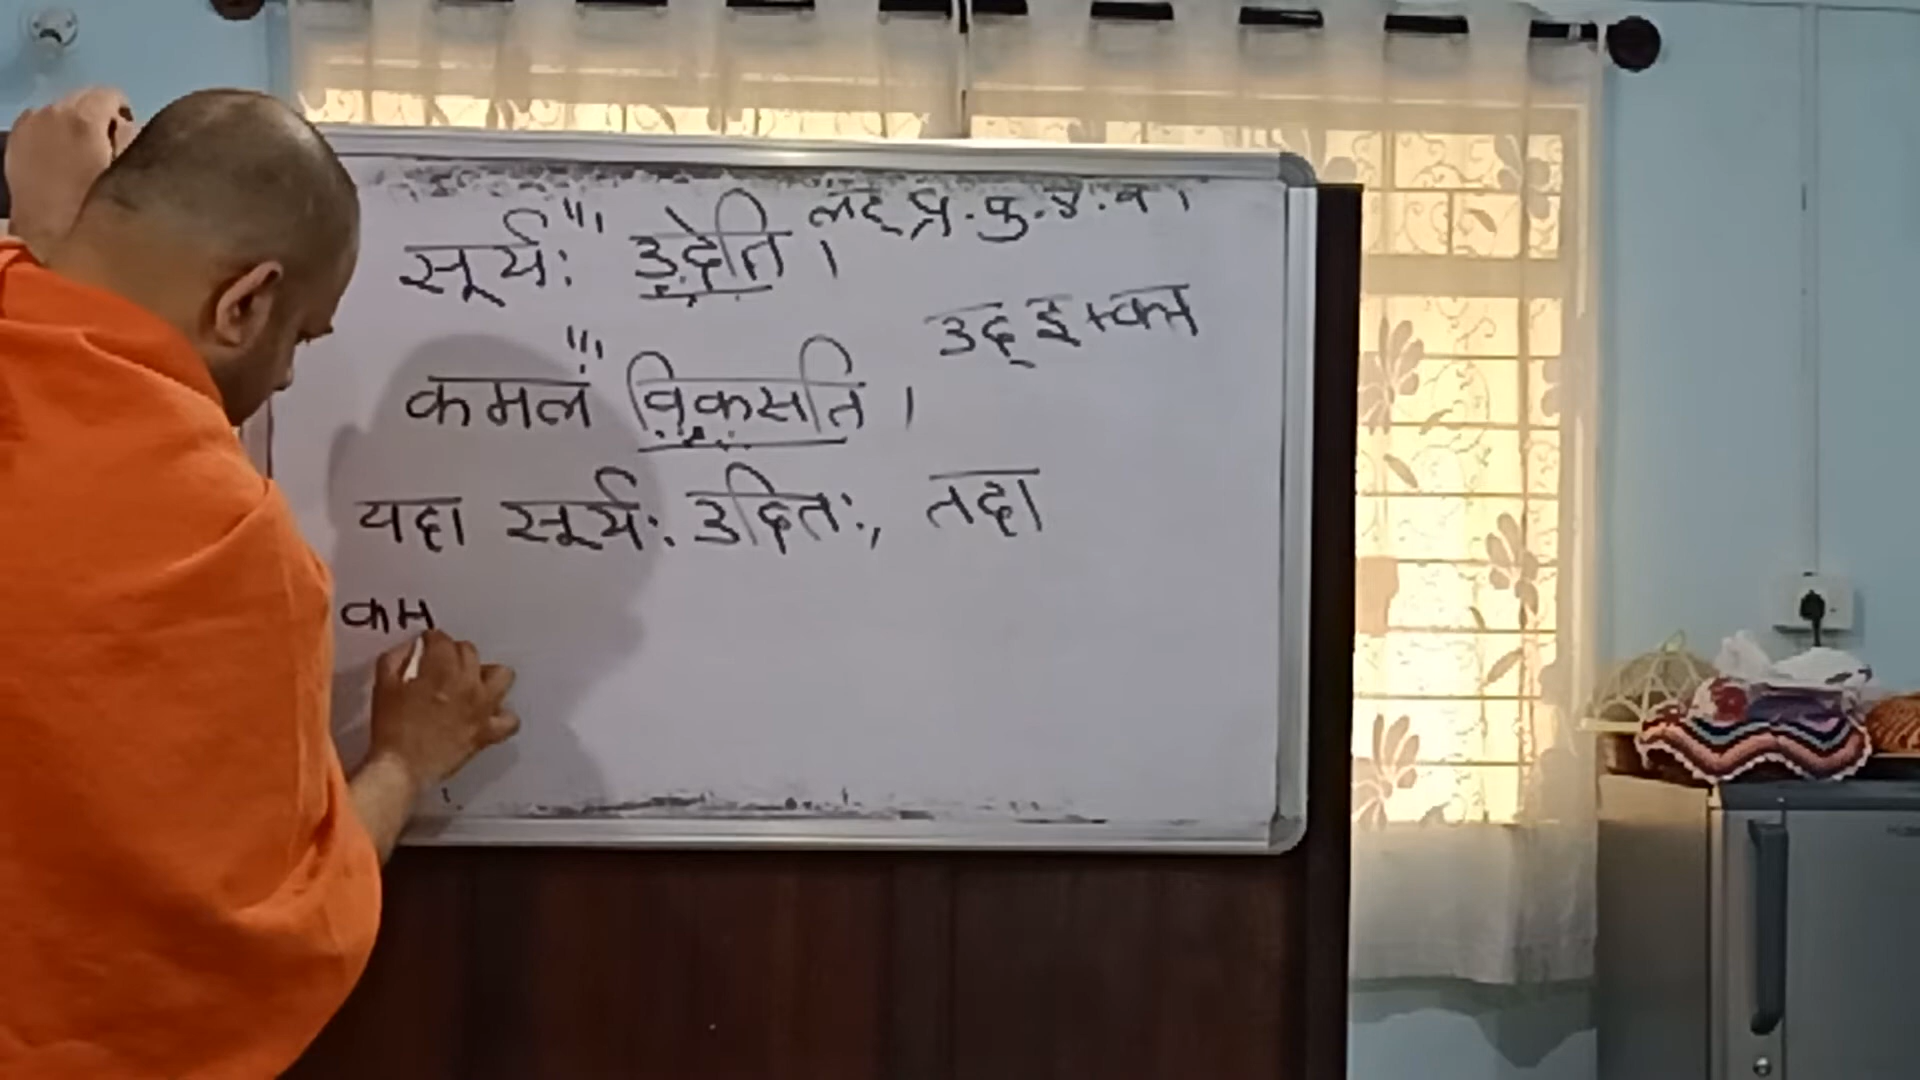 सूर्यः''' उदेति । लट् प्र. पु. ए. व ।
उद् इ + क्त
कमलं''' विकसति ।
यदा सूर्यः उदितः, तदा
कम